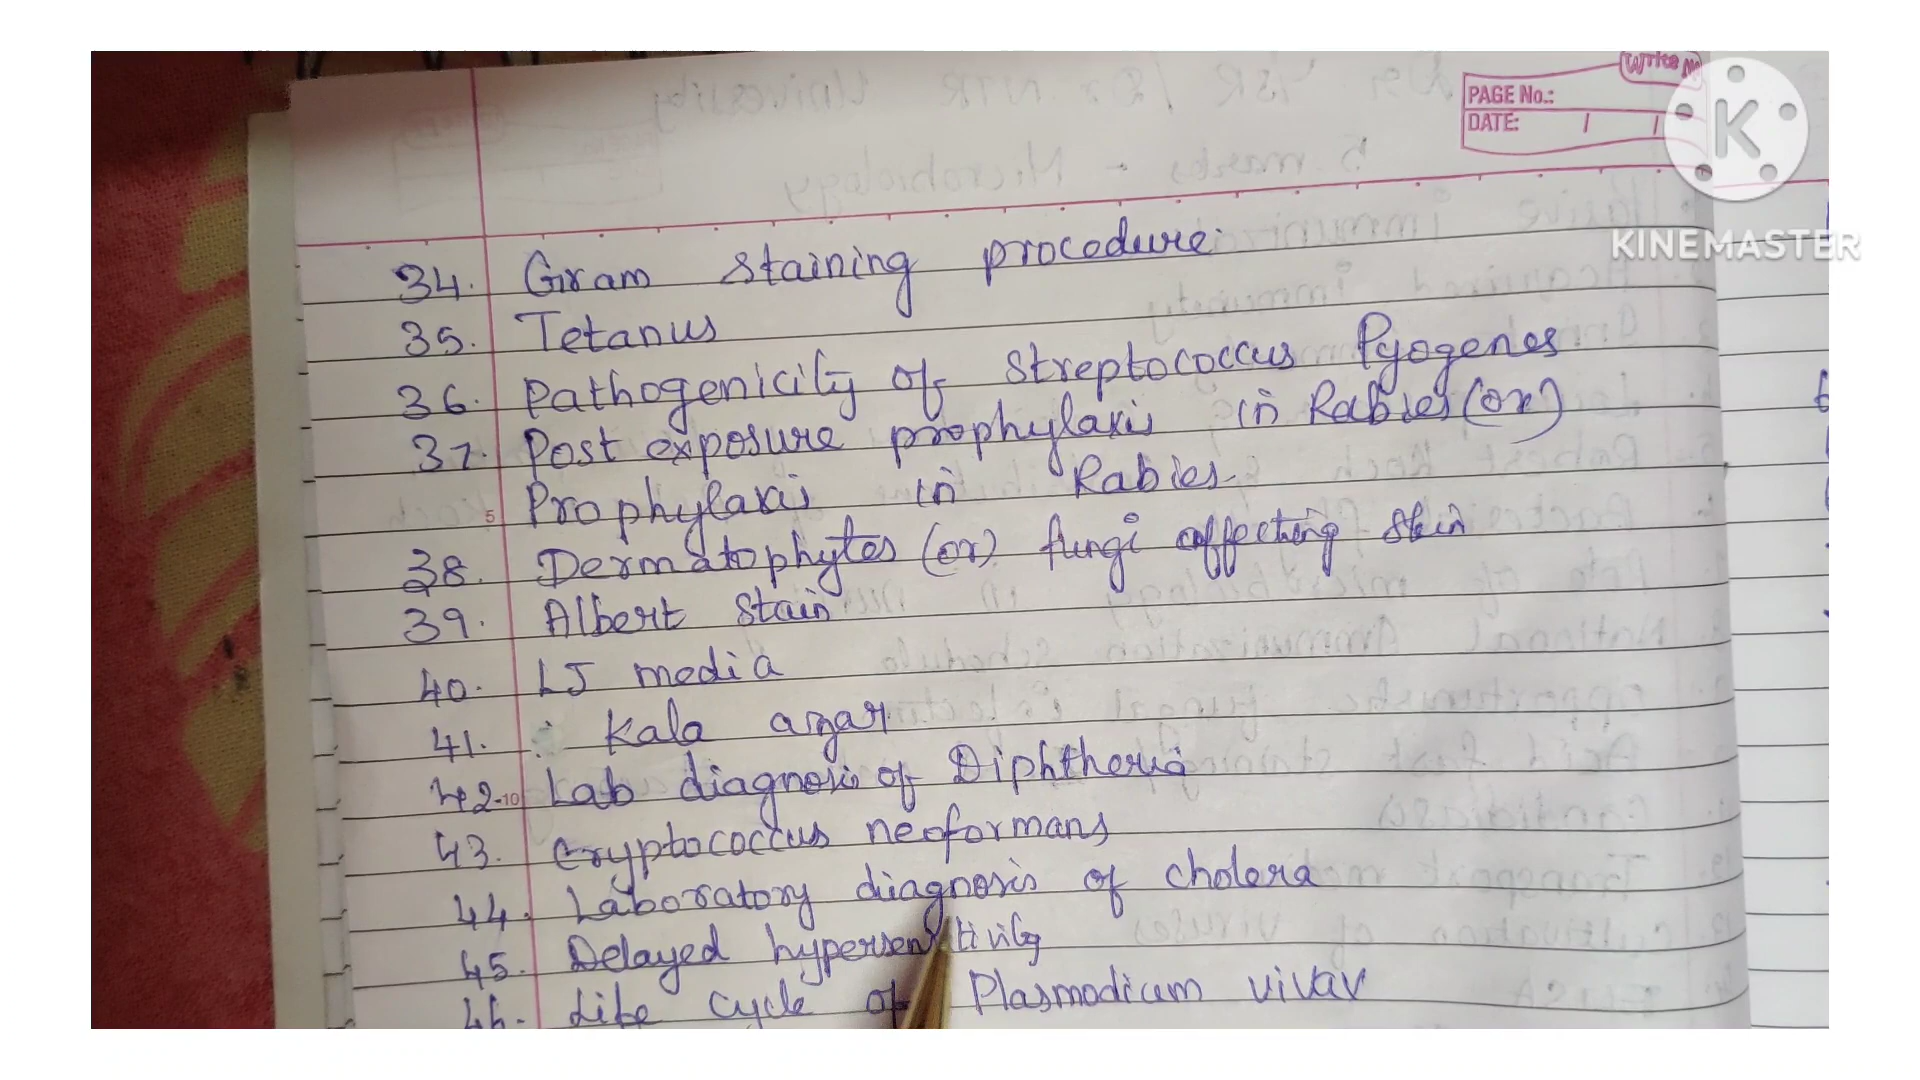 Write
PAGE No.:
DATE: / /
K
KINEMASTER
34. Gram staining procedure.
35. Tetanus
36. Pathogenicity of Streptococcus Pyogenes
37. Post exposure prophylaxis in Rabies (or)
5 Prophylaxis in Rabies.
38. Dermatophytes (or) fungi affecting skin
39. Albert stain
40. LJ media
41. Kala azar.
42. 10 Lab diagnosis of Diphtheria
43. Cryptococcus neoformans
44. Laboratory diagnosis of cholera
45. Delayed hypersensitivity
46. Life cycle of Plasmodium vivax